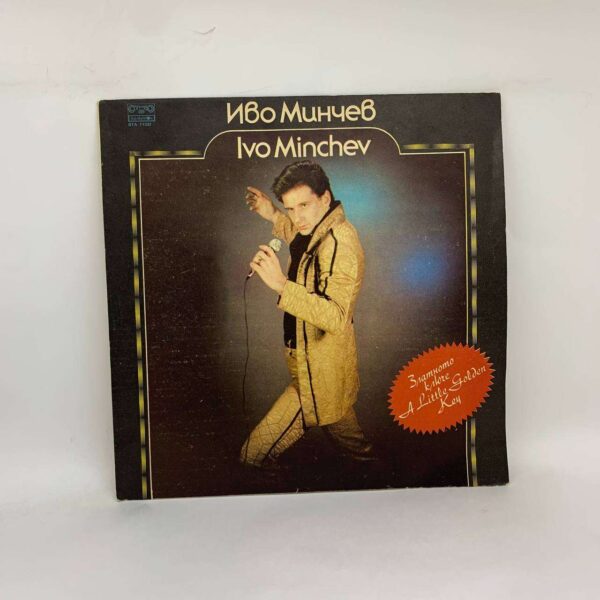 Иво Минчев
Ivo Minchev
Златното
ключе
A Little Golden
Key